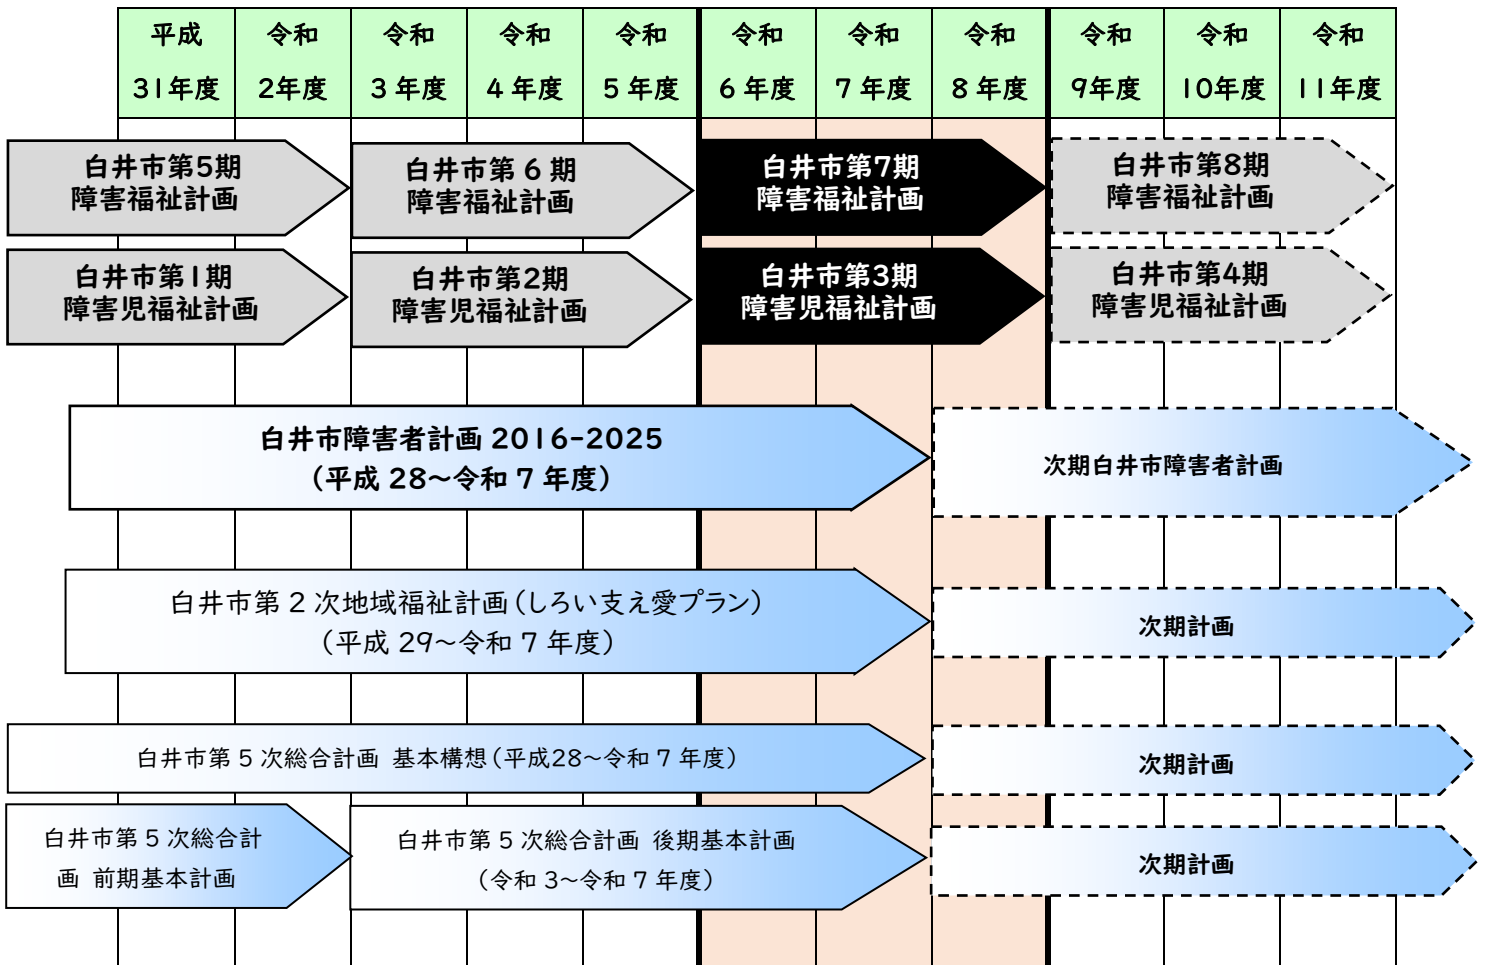 平成 令和 令和 令和 令和 令和 令和 令和 令和 令和 令和
31年度 2年度 3 年度 4 年度 5 年度 6 年度 7 年度 8 年度 9年度 10年度 11年度
白井市第5期
障害福祉計画
白井市第 6 期
障害福祉計画
白井市第7期
障害福祉計画
白井市第8期
障害福祉計画
白井市第1期
障害児福祉計画
白井市第2期
障害児福祉計画
白井市第3期
障害児福祉計画
白井市第4期
障害児福祉計画
白井市障害者計画 2016-2025
(平成 28～令和 7 年度)
次期白井市障害者計画
白井市第 2 次地域福祉計画(しろい支え愛プラン)
(平成 29～令和 7 年度)
次期計画
白井市第 5 次総合計画 基本構想(平成28～令和 7 年度)
次期計画
白井市第 5 次総合計
画 前期基本計画
白井市第 5 次総合計画 後期基本計画
(令和 3～令和 7 年度)
次期計画